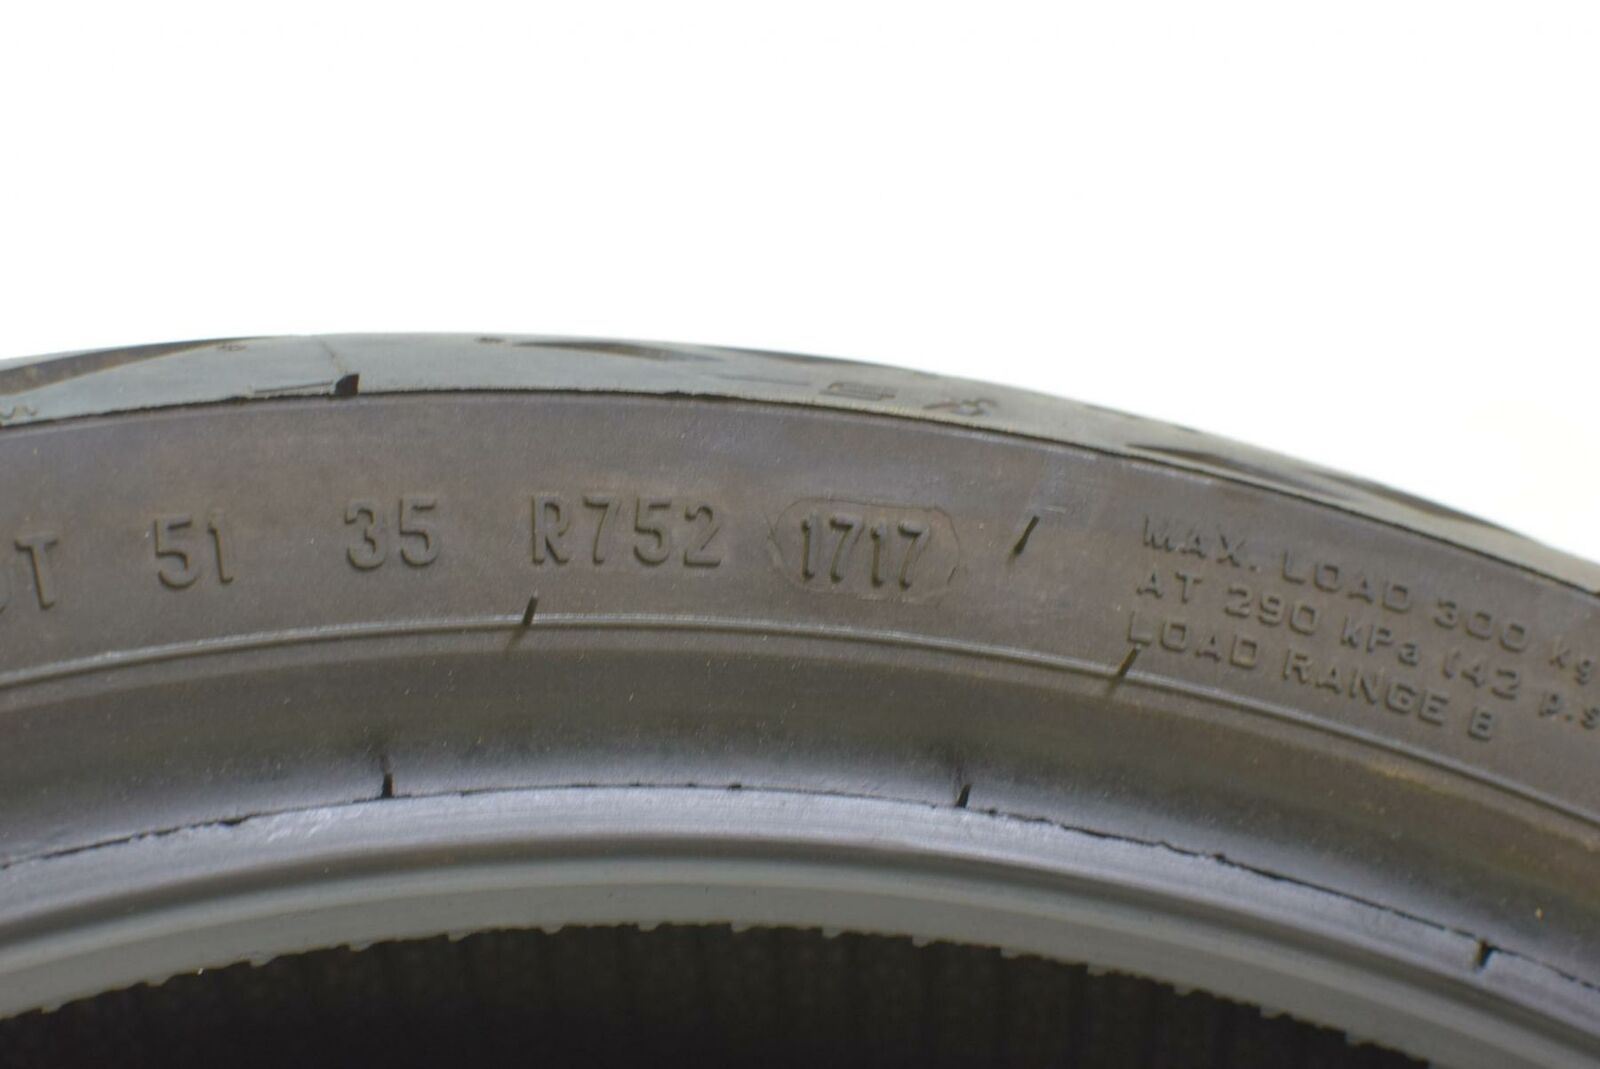 51 35 R752 1717
MAX. LOAD 300 kg
AT 290 kPa (42 p.s
LOAD RANGE B